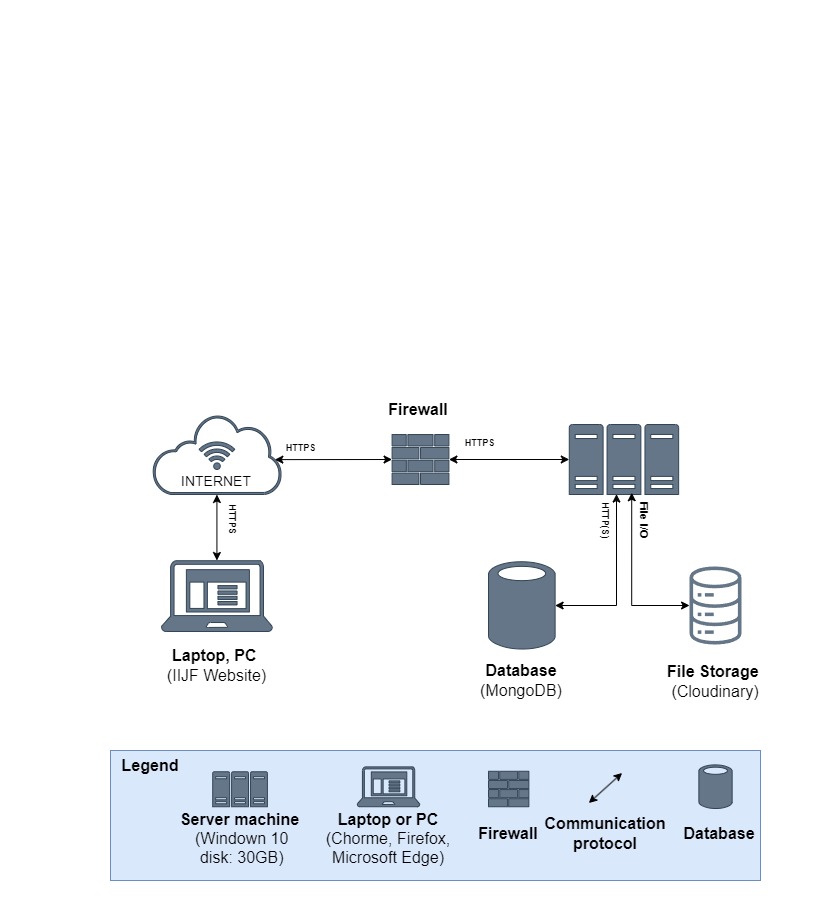 Firewall
HTTPS
HTTPS
INTERNET
HTTPS
HTTP(S)
File I/O
Laptop, PC
(IIJF Website)
Database
(MongoDB)
File Storage
(Cloudinary)
Legend
Server machine
(Window 10
disk: 30GB)
Laptop or PC
(Chorme, Firefox,
Microsoft Edge)
Firewall
Communication
protocol
Database